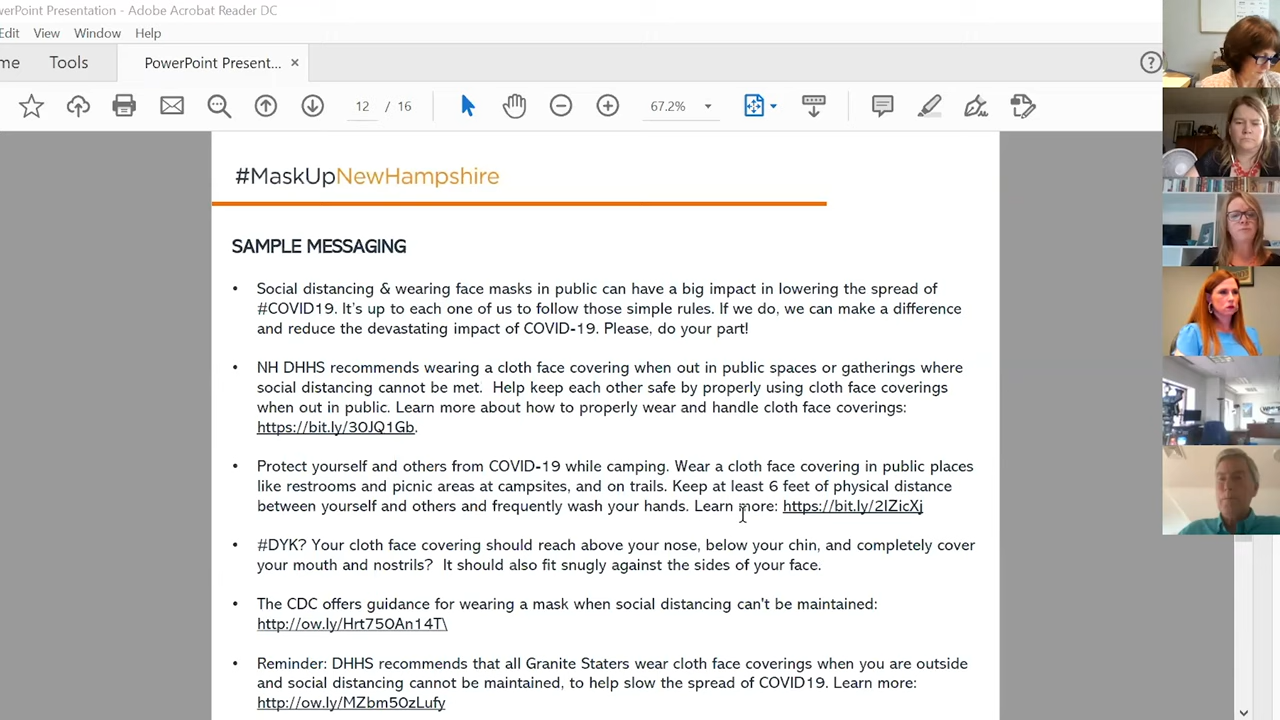 werPoint Presentation - Adobe Acrobat Reader DC
Edit View Window Help
me Tools PowerPoint Present... ×
12 / 16 67.2%
#MaskUpNewHampshire
SAMPLE MESSAGING
• Social distancing & wearing face masks in public can have a big impact in lowering the spread of
#COVID19. It's up to each one of us to follow those simple rules. If we do, we can make a difference
and reduce the devastating impact of COVID-19. Please, do your part!
• NH DHHS recommends wearing a cloth face covering when out in public spaces or gatherings where
social distancing cannot be met. Help keep each other safe by properly using cloth face coverings
when out in public. Learn more about how to properly wear and handle cloth face coverings:
https://bit.ly/3OJQ1Gb.
• Protect yourself and others from COVID-19 while camping. Wear a cloth face covering in public places
like restrooms and picnic areas at campsites, and on trails. Keep at least 6 feet of physical distance
between yourself and others and frequently wash your hands. Learn more: https://bit.ly/2IZicXj
• #DYK? Your cloth face covering should reach above your nose, below your chin, and completely cover
your mouth and nostrils? It should also fit snugly against the sides of your face.
• The CDC offers guidance for wearing a mask when social distancing can't be maintained:
http://ow.ly/Hrt750An14T\
• Reminder: DHHS recommends that all Granite Staters wear cloth face coverings when you are outside
and social distancing cannot be maintained, to help slow the spread of COVID19. Learn more:
http://ow.ly/MZbm50zLufy